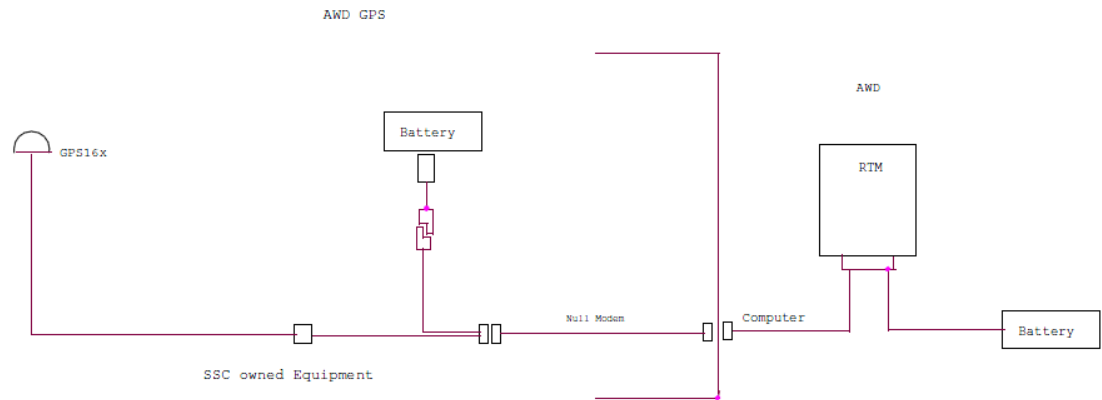 AWD GPS
AWD
Battery
GPS16x
RTM
Null Modem
Computer
Battery
SSC owned Equipment